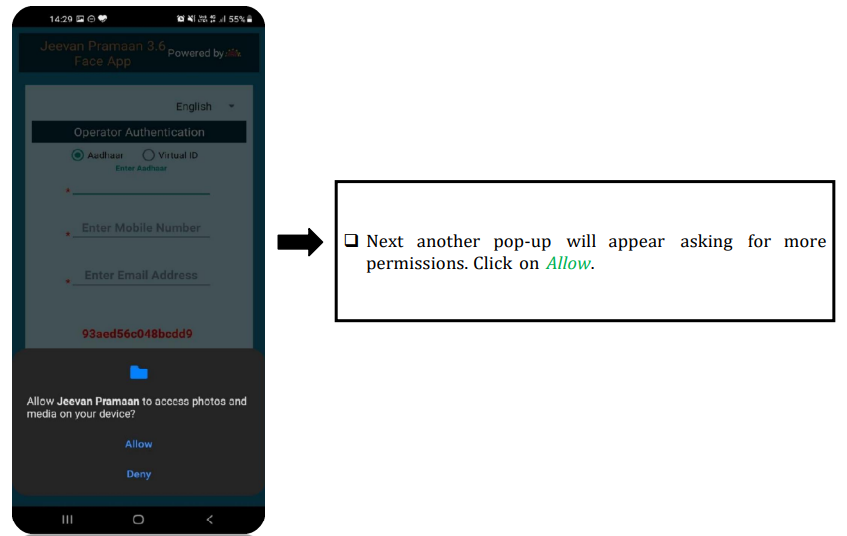 14:29
55%
Jeevan Pramaan 3.6
Face App
Powered by
English
Operator Authentication
Aadhaar Virtual ID
Enter Aadhaar
*
* Enter Mobile Number
* Enter Email Address
93aed56c048bcdd9
Allow Jeevan Pramaan to access photos and
media on your device?
Allow
Deny
Next another pop-up will appear asking for more
permissions. Click on Allow.